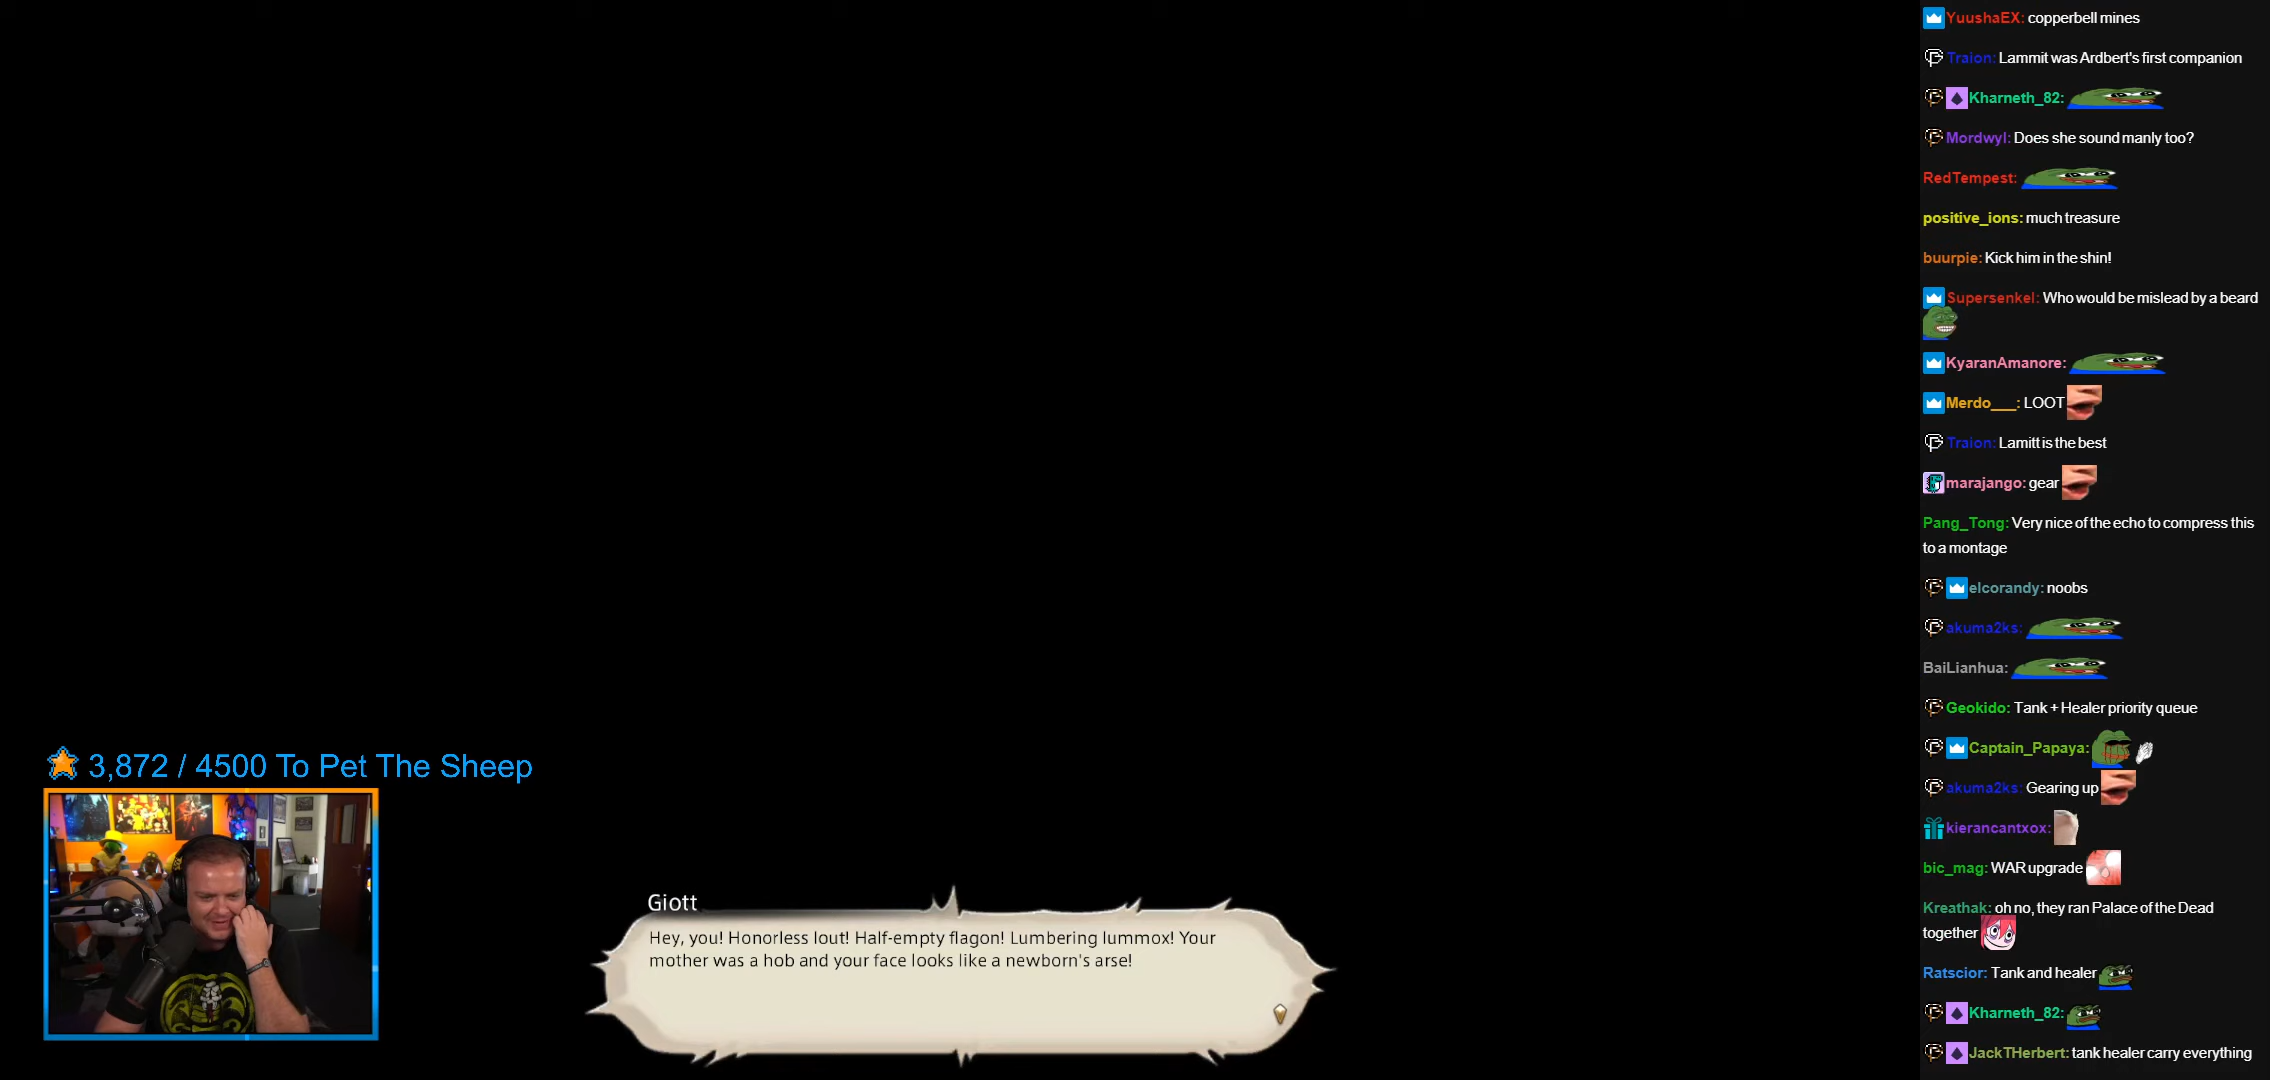 YuushaEX: copperbell mines
Traion: Lammit was Ardbert's first companion
Kharneth_82:
Mordwyl: Does she sound manly too?
RedTempest:
positive_ions: much treasure
buurpie: Kick him in the shin!
Supersenkel: Who would be mislead by a beard
KyaranAmanore:
Merdo___: LOOT
Traion: Lamitt is the best
marajango: gear
Pang_Tong: Very nice of the echo to compress this
to a montage
elcorandy: noobs
akuma2ks:
BaiLianhua:
Geokido: Tank + Healer priority queue
Captain_Papaya:
akuma2ks: Gearing up
kierancantxox:
bic_mag: WAR upgrade
Kreathak: oh no, they ran Palace of the Dead
together
Ratscior: Tank and healer
Kharneth_82:
JackTHerbert: tank healer carry everything
3,872 / 4500 To Pet The Sheep
Giott
Hey, you! Honorless lout! Half-empty flagon! Lumbering lummox! Your
mother was a hob and your face looks like a newborn's arse!